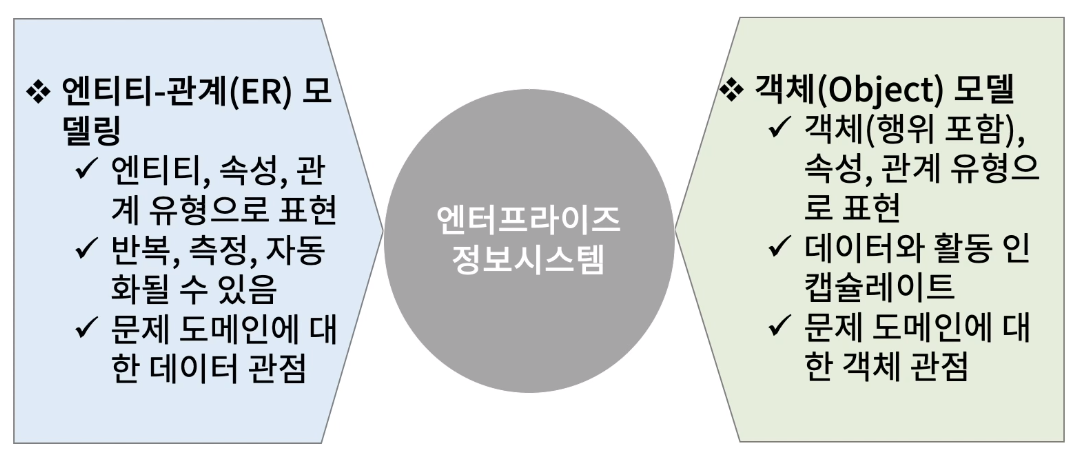 ❖ 엔티티-관계(ER) 모
델링
✓ 엔티티, 속성, 관
계 유형으로 표현
✓ 반복, 측정, 자동
화될 수 있음
✓ 문제 도메인에 대
한 데이터 관점
엔터프라이즈
정보시스템
❖ 객체(Object) 모델
✓ 객체(행위 포함),
속성, 관계 유형으
로 표현
✓ 데이터와 활동 인
캡슐레이트
✓ 문제 도메인에 대
한 객체 관점